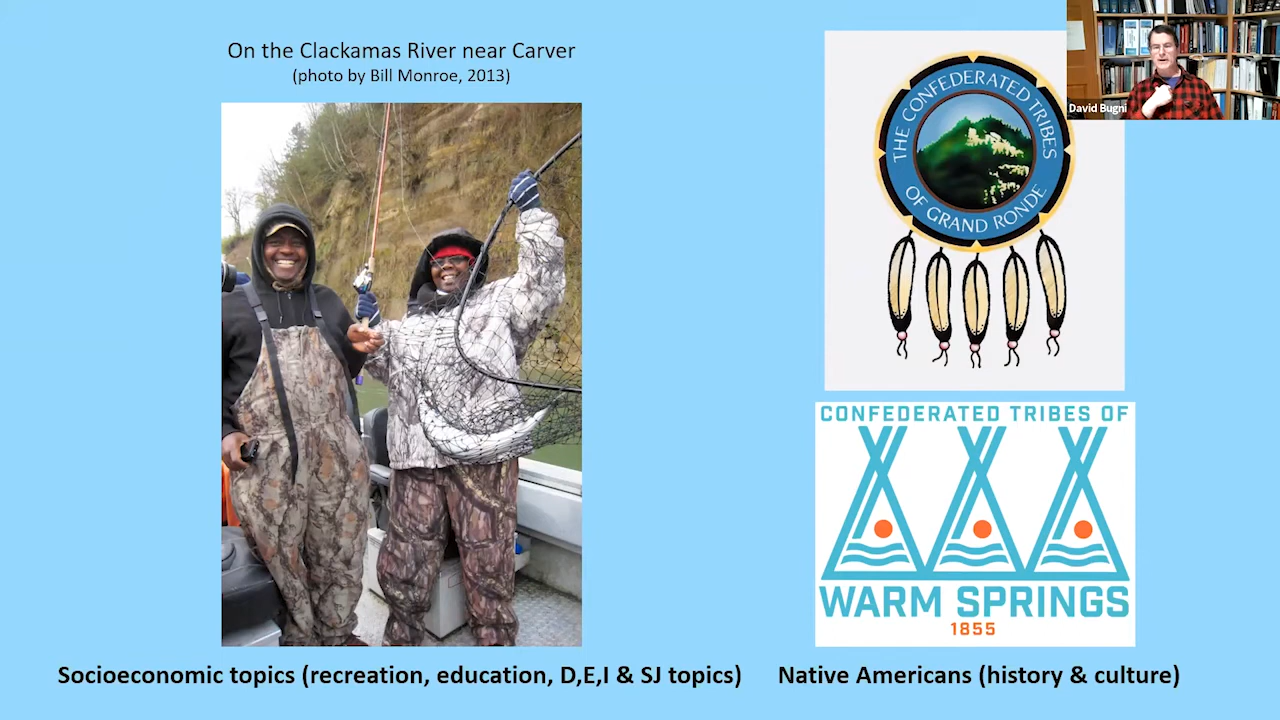 On the Clackamas River near Carver
(photo by Bill Monroe, 2013)
THE CONFEDERATED TRIBES
OF GRAND RONDE
David Bugni
CONFEDERATED TRIBES OF
WARM SPRINGS
1855
Socioeconomic topics (recreation, education, D,E,I & SJ topics)
Native Americans (history & culture)